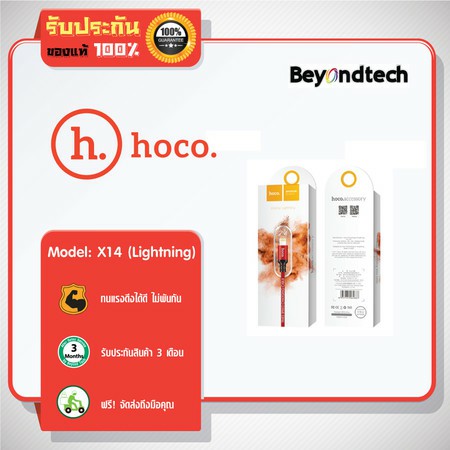 รับประกัน
ของแท้ 100%
100%
GUARANTEE
Beyondtech
h. hoco.
Model: X14 (Lightning)
ทนแรงดึงได้ดี ไม่พันกัน
3
Months
รับประกันสินค้า 3 เดือน
ฟรี! จัดส่งถึงมือคุณ
hoco.
hoco.